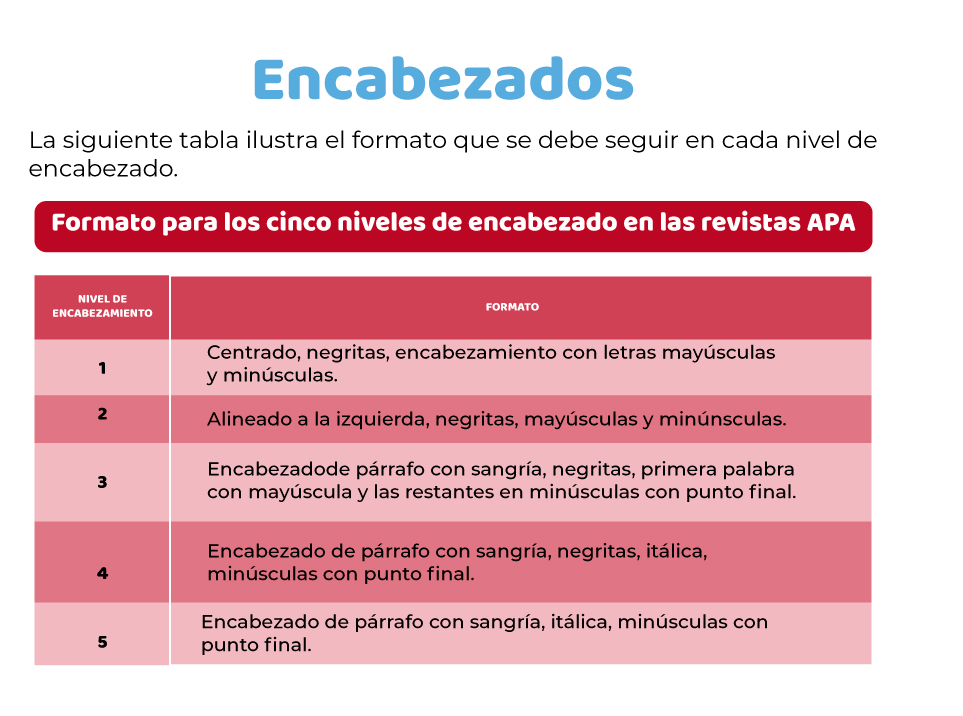 Encabezados
La siguiente tabla ilustra el formato que se debe seguir en cada nivel de
encabezado.
Formato para los cinco niveles de encabezado en las revistas APA
NIVEL DE
ENCABEZAMIENTO
FORMATO
1
Centrado, negritas, encabezamiento con letras mayúsculas
y minúsculas.
2
Alineado a la izquierda, negritas, mayúsculas y minúnsculas.
3
Encabezadode párrafo con sangría, negritas, primera palabra
con mayúscula y las restantes en minúsculas con punto final.
4
Encabezado de párrafo con sangría, negritas, itálica,
minúsculas con punto final.
5
Encabezado de párrafo con sangría, itálica, minúsculas con
punto final.